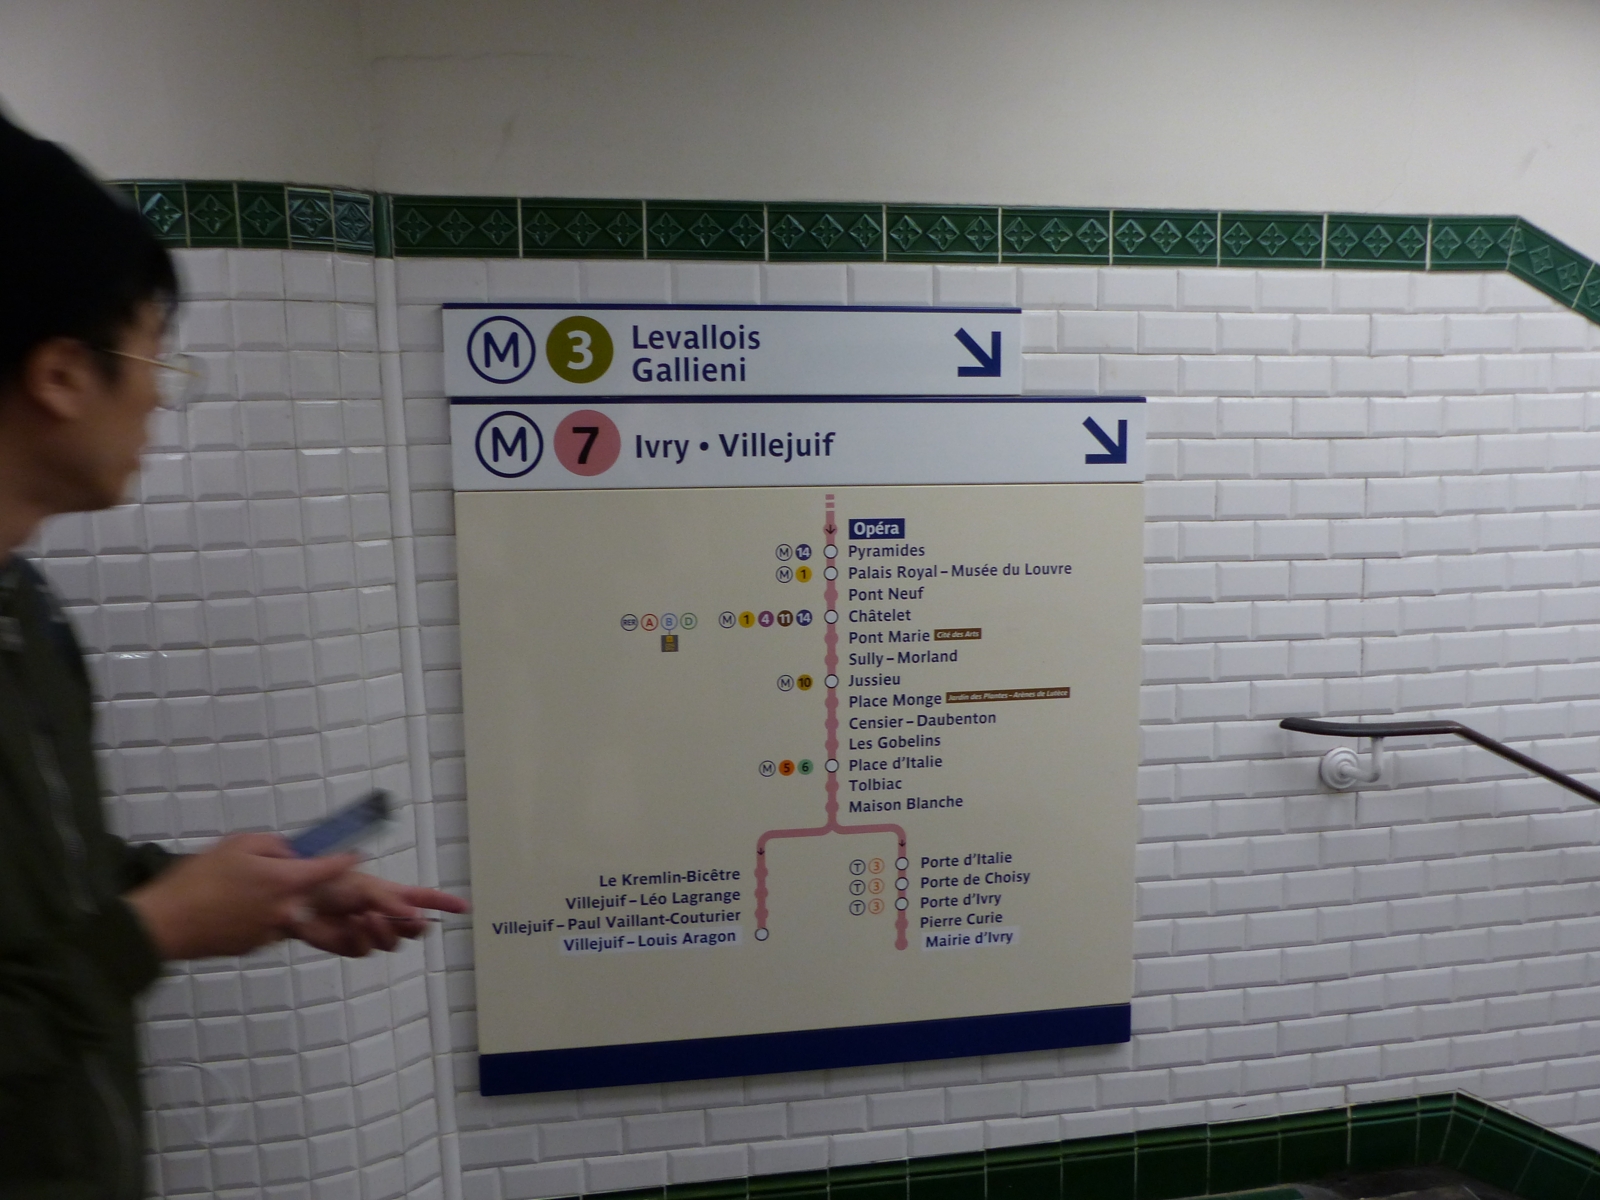 M 3 Levallois
Gallieni
M 7 Ivry • Villejuif
Opéra
M 14 Pyramides
M 1 Palais Royal – Musée du Louvre
Pont Neuf
RER A B D M 1 4 11 14 Châtelet
Pont Marie Cité des Arts
Sully – Morland
M 10 Jussieu
Place Monge Jardin des Plantes – Arènes de Lutèce
Censier – Daubenton
Les Gobelins
M 5 6 Place d'Italie
Tolbiac
Maison Blanche
Le Kremlin-Bicêtre
Villejuif – Léo Lagrange
Villejuif – Paul Vaillant-Couturier
Villejuif – Louis Aragon
T 3 Porte d'Italie
T 3 Porte de Choisy
T 3 Porte d'Ivry
Pierre Curie
Mairie d'Ivry